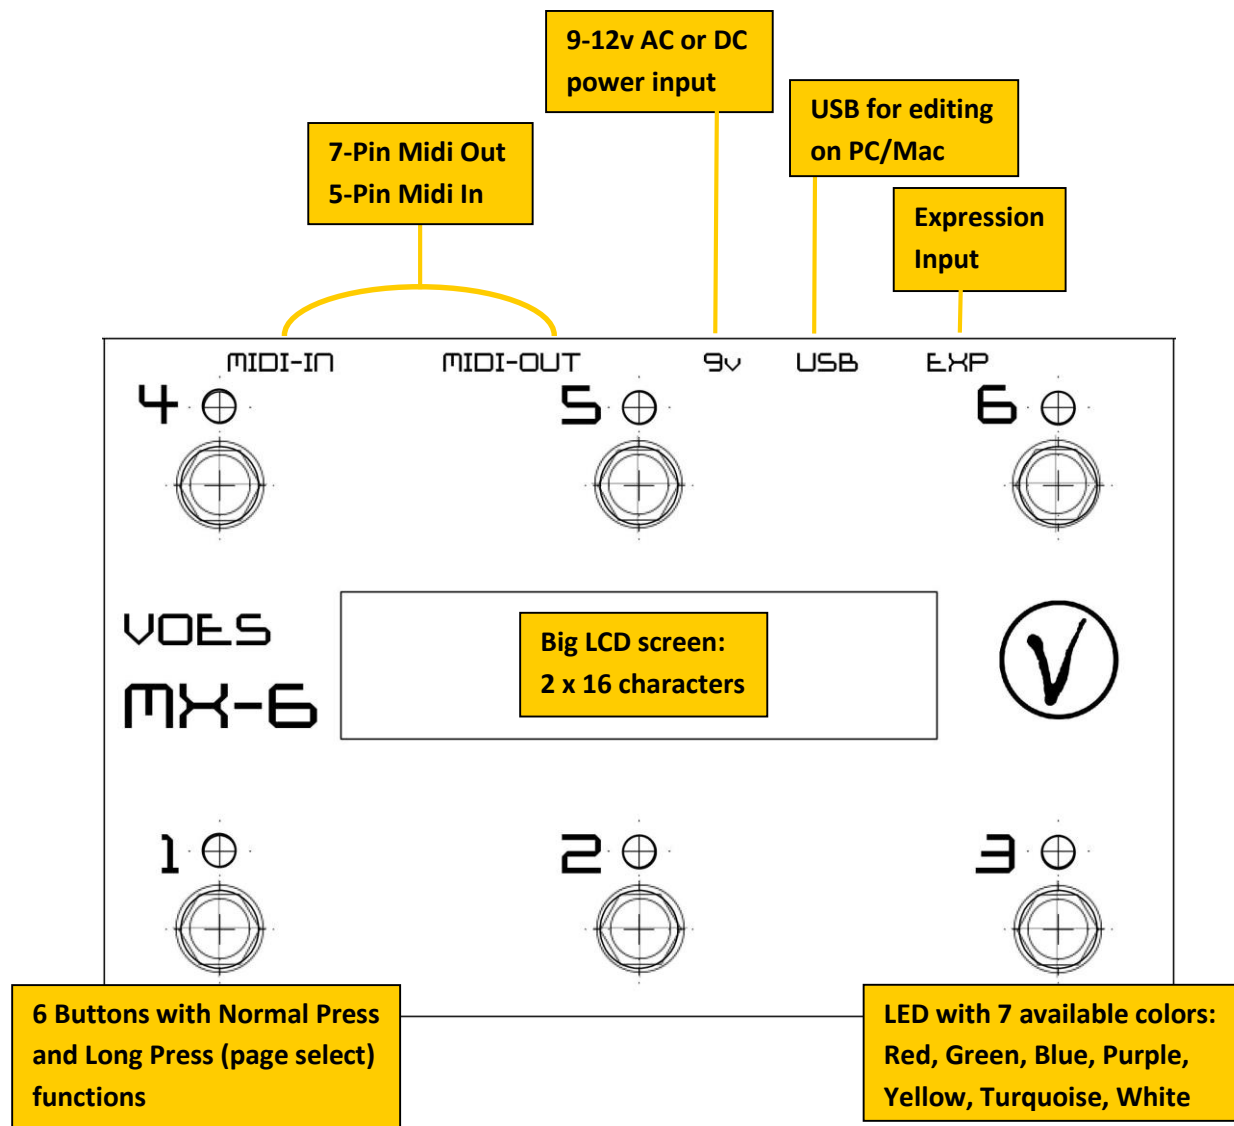 9-12v AC or DC
power input
USB for editing
on PC/Mac
7-Pin Midi Out
5-Pin Midi In
Expression
Input
MIDI-IN MIDI-OUT 9v USB EXP
4 5 6
VOES
MX-6
Big LCD screen:
2 x 16 characters
V
1 2 3
6 Buttons with Normal Press
and Long Press (page select)
functions
LED with 7 available colors:
Red, Green, Blue, Purple,
Yellow, Turquoise, White